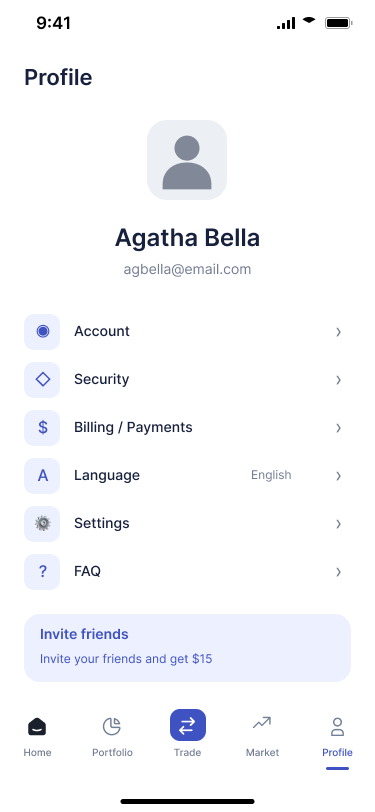 9:41
Profile
Agatha Bella
agbella@email.com
Account
Security
$ Billing / Payments
A Language English
Settings
? FAQ
Invite friends
Invite your friends and get $15
Home Portfolio Trade Market Profile